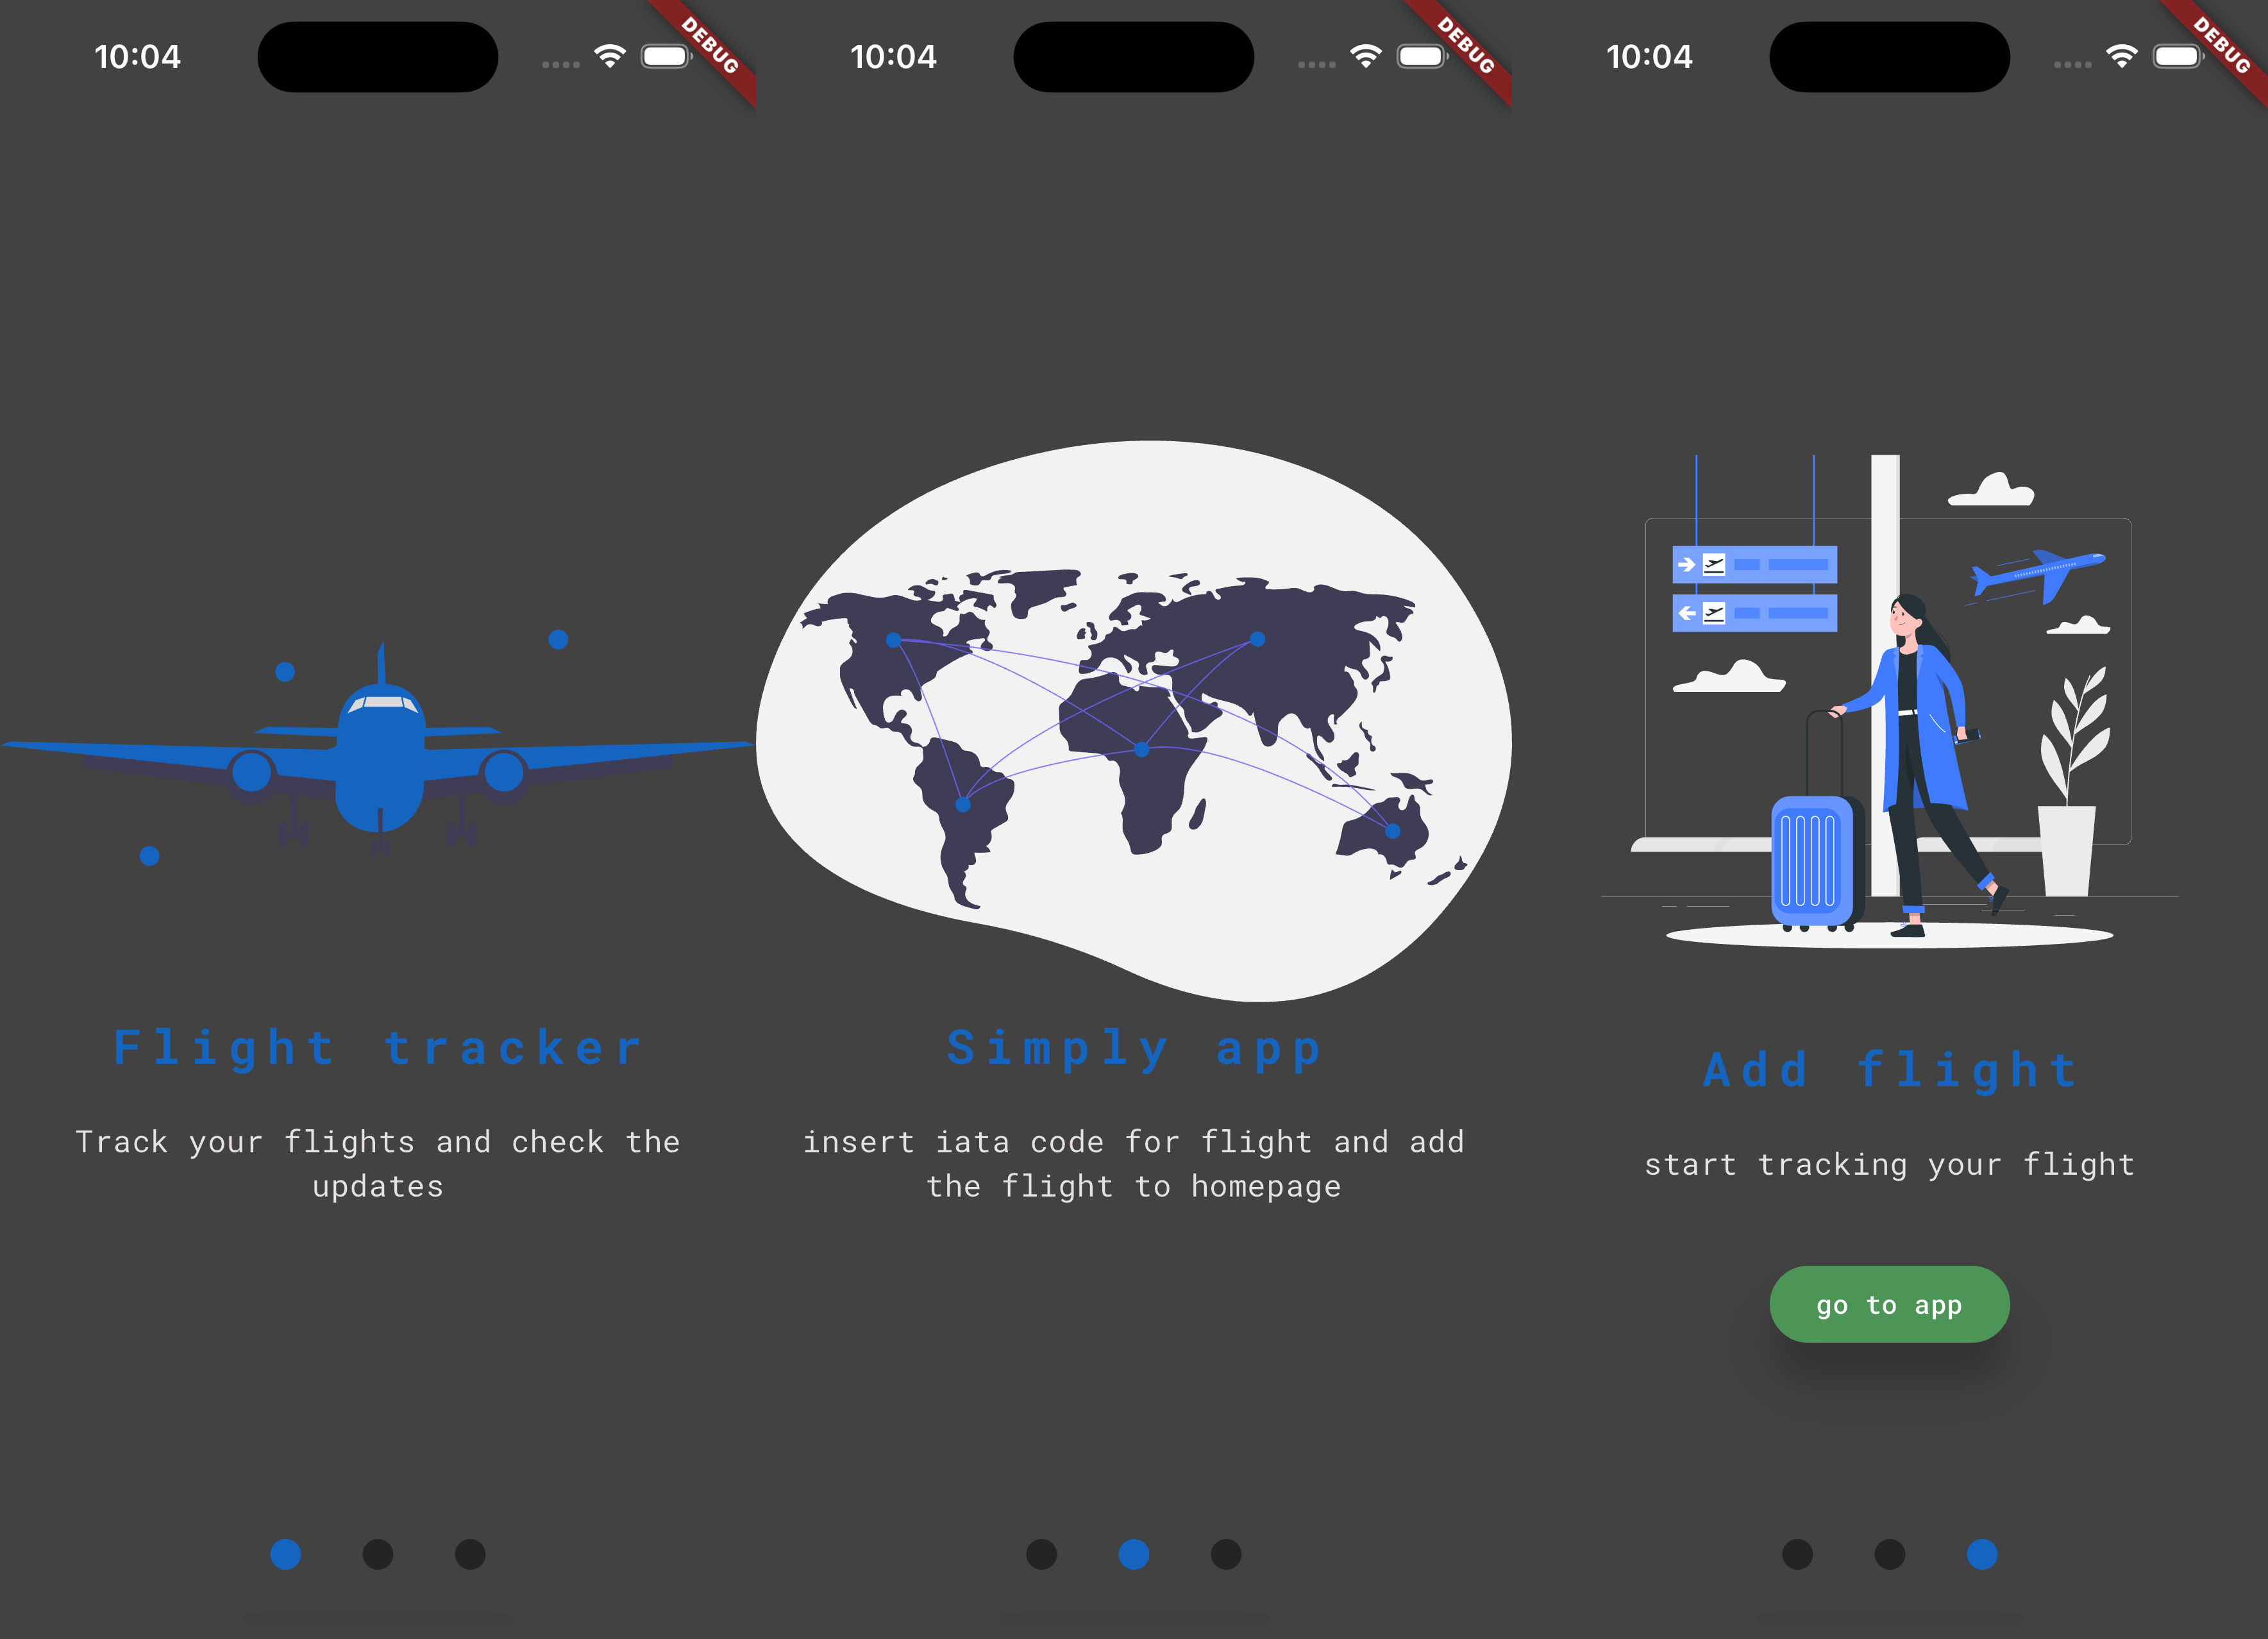 10:04
DEBUG
Flight tracker
Track your flights and check the
updates
10:04
DEBUG
Simply app
insert iata code for flight and add
the flight to homepage
10:04
DEBUG
Add flight
start tracking your flight
go to app